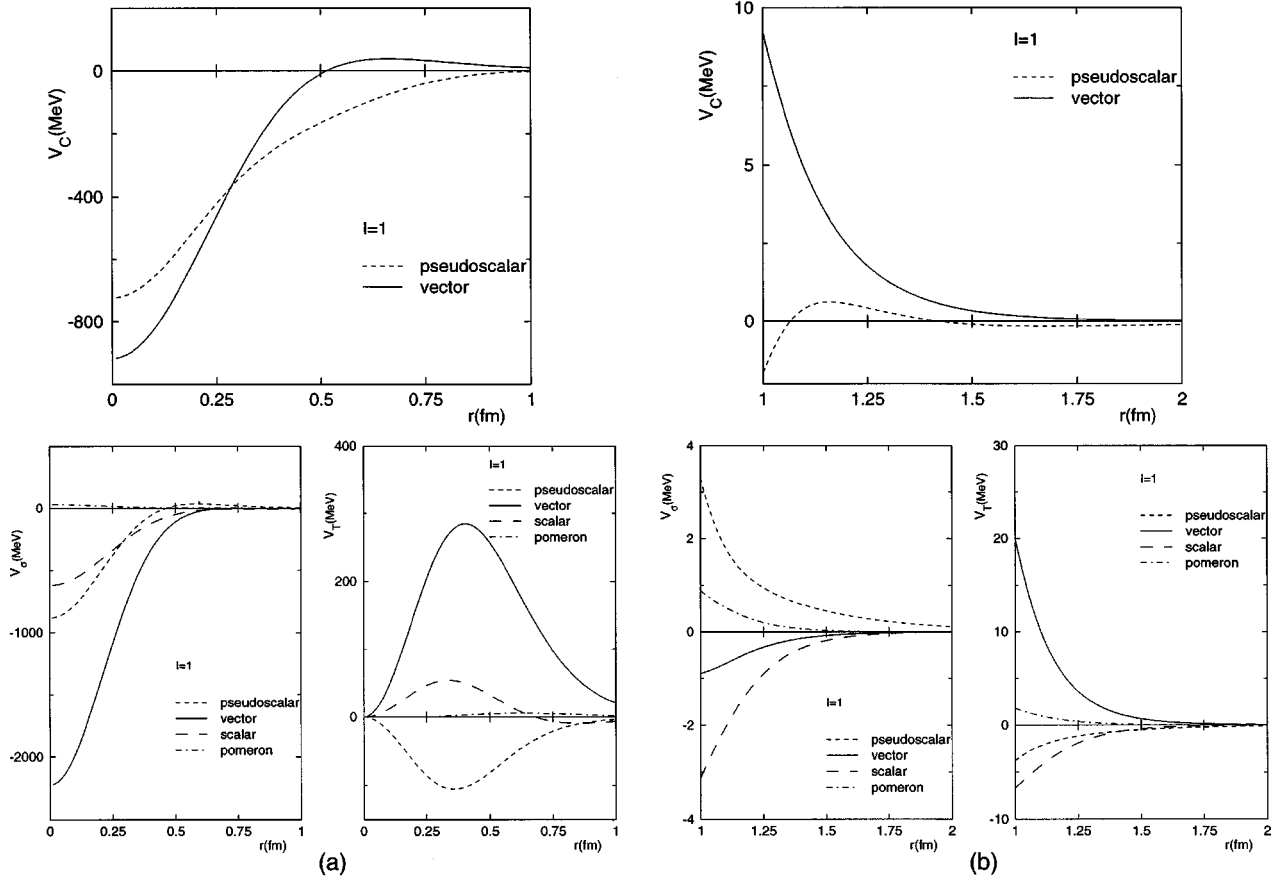 0
-400
-800
V_C(MeV)
I=1
pseudoscalar
vector
0
0.25
0.5
0.75
1
r(fm)
10
5
0
V_C(MeV)
I=1
pseudoscalar
vector
1
1.25
1.5
1.75
2
r(fm)
0
-1000
-2000
V_σ(MeV)
I=1
pseudoscalar
vector
scalar
pomeron
0
0.25
0.5
0.75
1
r(fm)
400
200
0
V_T(MeV)
I=1
pseudoscalar
vector
scalar
pomeron
0
0.25
0.5
0.75
1
r(fm)
(a)
4
2
0
-2
-4
V_σ(MeV)
I=1
pseudoscalar
vector
scalar
pomeron
1
1.25
1.5
1.75
2
r(fm)
30
20
10
0
-10
V_T(MeV)
I=1
pseudoscalar
vector
scalar
pomeron
1
1.25
1.5
1.75
2
r(fm)
(b)